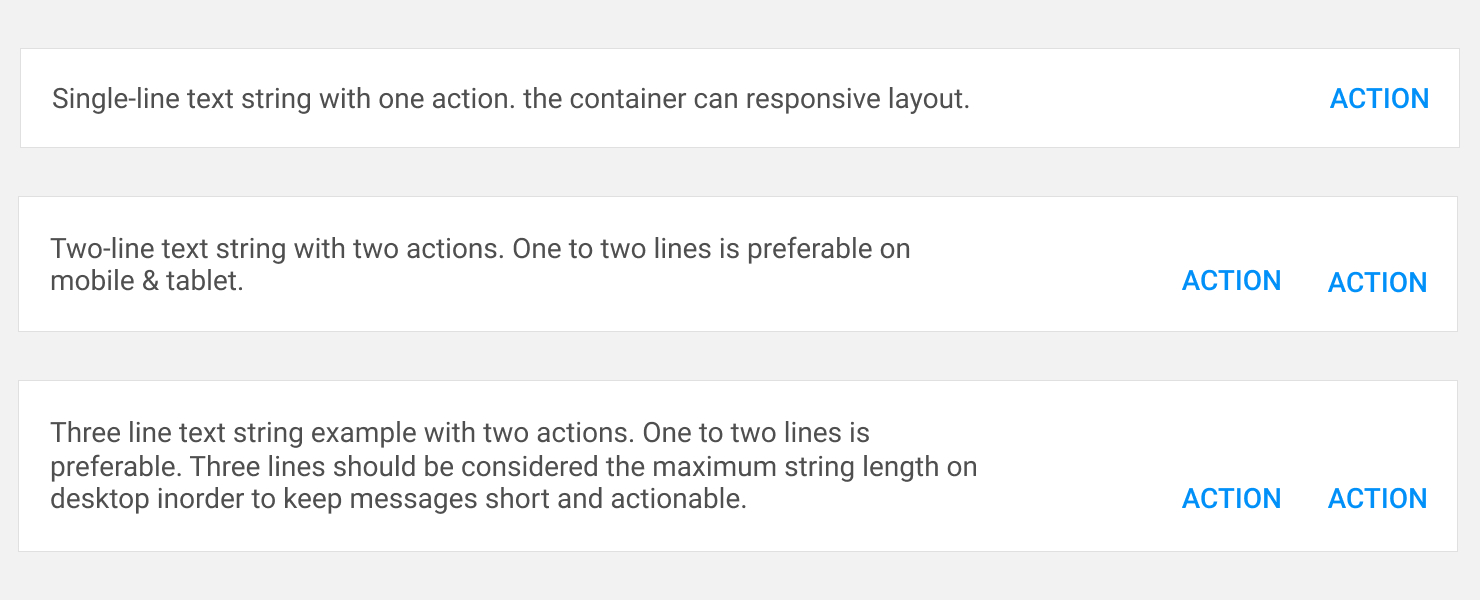 Single-line text string with one action. the container can responsive layout. ACTION
Two-line text string with two actions. One to two lines is preferable on
mobile & tablet. ACTION ACTION
Three line text string example with two actions. One to two lines is
preferable. Three lines should be considered the maximum string length on
desktop inorder to keep messages short and actionable. ACTION ACTION